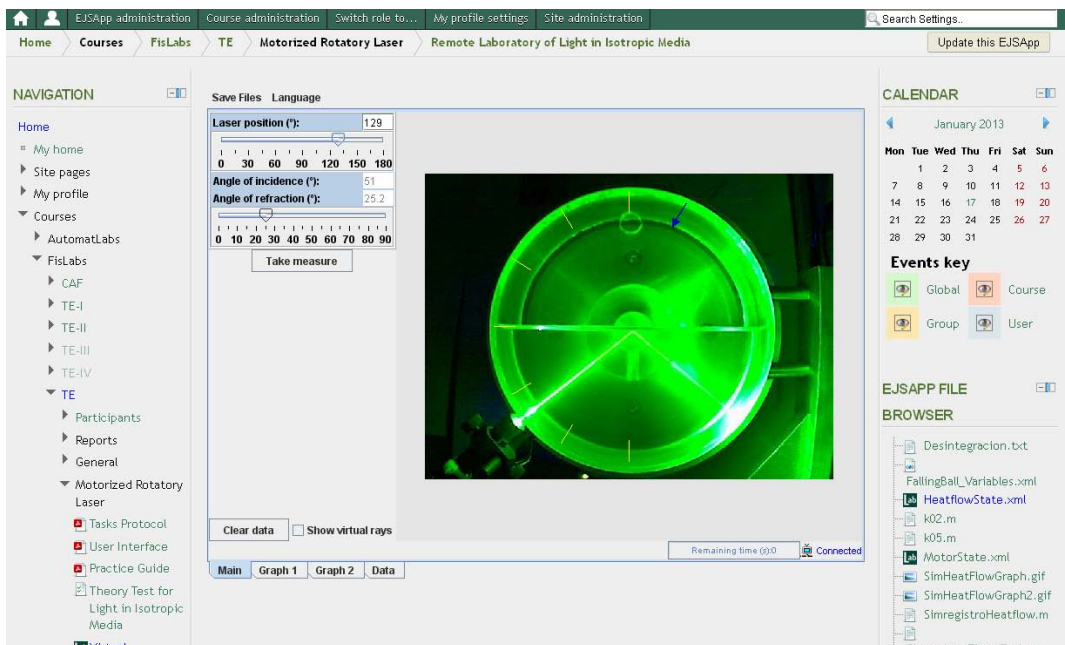 EJSApp administration Course administration Switch role to... My profile settings Site administration Search Settings..
Home Courses FisLabs TE Motorized Rotatory Laser Remote Laboratory of Light in Isotropic Media Update this EJSApp
NAVIGATION
Home
My home
Site pages
My profile
Courses
AutomatLabs
FisLabs
CAF
TE-I
TE-II
TE-III
TE-IV
TE
Participants
Reports
General
Motorized Rotatory
Laser
Tasks Protocol
User Interface
Practice Guide
Theory Test for
Light in Isotropic
Media
Save Files Language
Laser position (°): 129
0 30 60 90 120 150 180
Angle of incidence (°): 51
Angle of refraction (°): 25.2
0 10 20 30 40 50 60 70 80 90
Take measure
Clear data Show virtual rays
Remaining time (s):0 Connected
Main Graph 1 Graph 2 Data
CALENDAR
January 2013
Mon Tue Wed Thu Fri Sat Sun
1 2 3 4 5 6
7 8 9 10 11 12 13
14 15 16 17 18 19 20
21 22 23 24 25 26 27
28 29 30 31
Events key
Global Course
Group User
EJSAPP FILE
BROWSER
Desintegracion.txt
FallingBall_Variables.xml
HeatflowState.xml
k02.m
k05.m
MotorState.xml
SimHeatFlowGraph.gif
SimHeatFlowGraph2.gif
SimregistroHeatflow.m